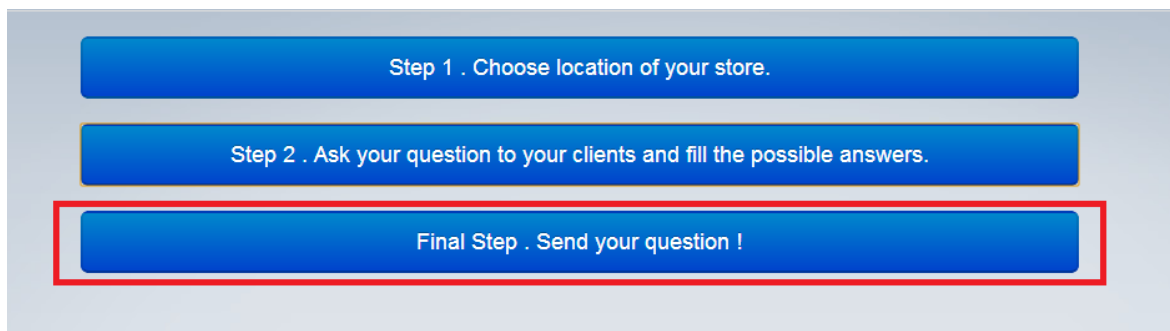 Step 1 . Choose location of your store.
Step 2 . Ask your question to your clients and fill the possible answers.
Final Step . Send your question !